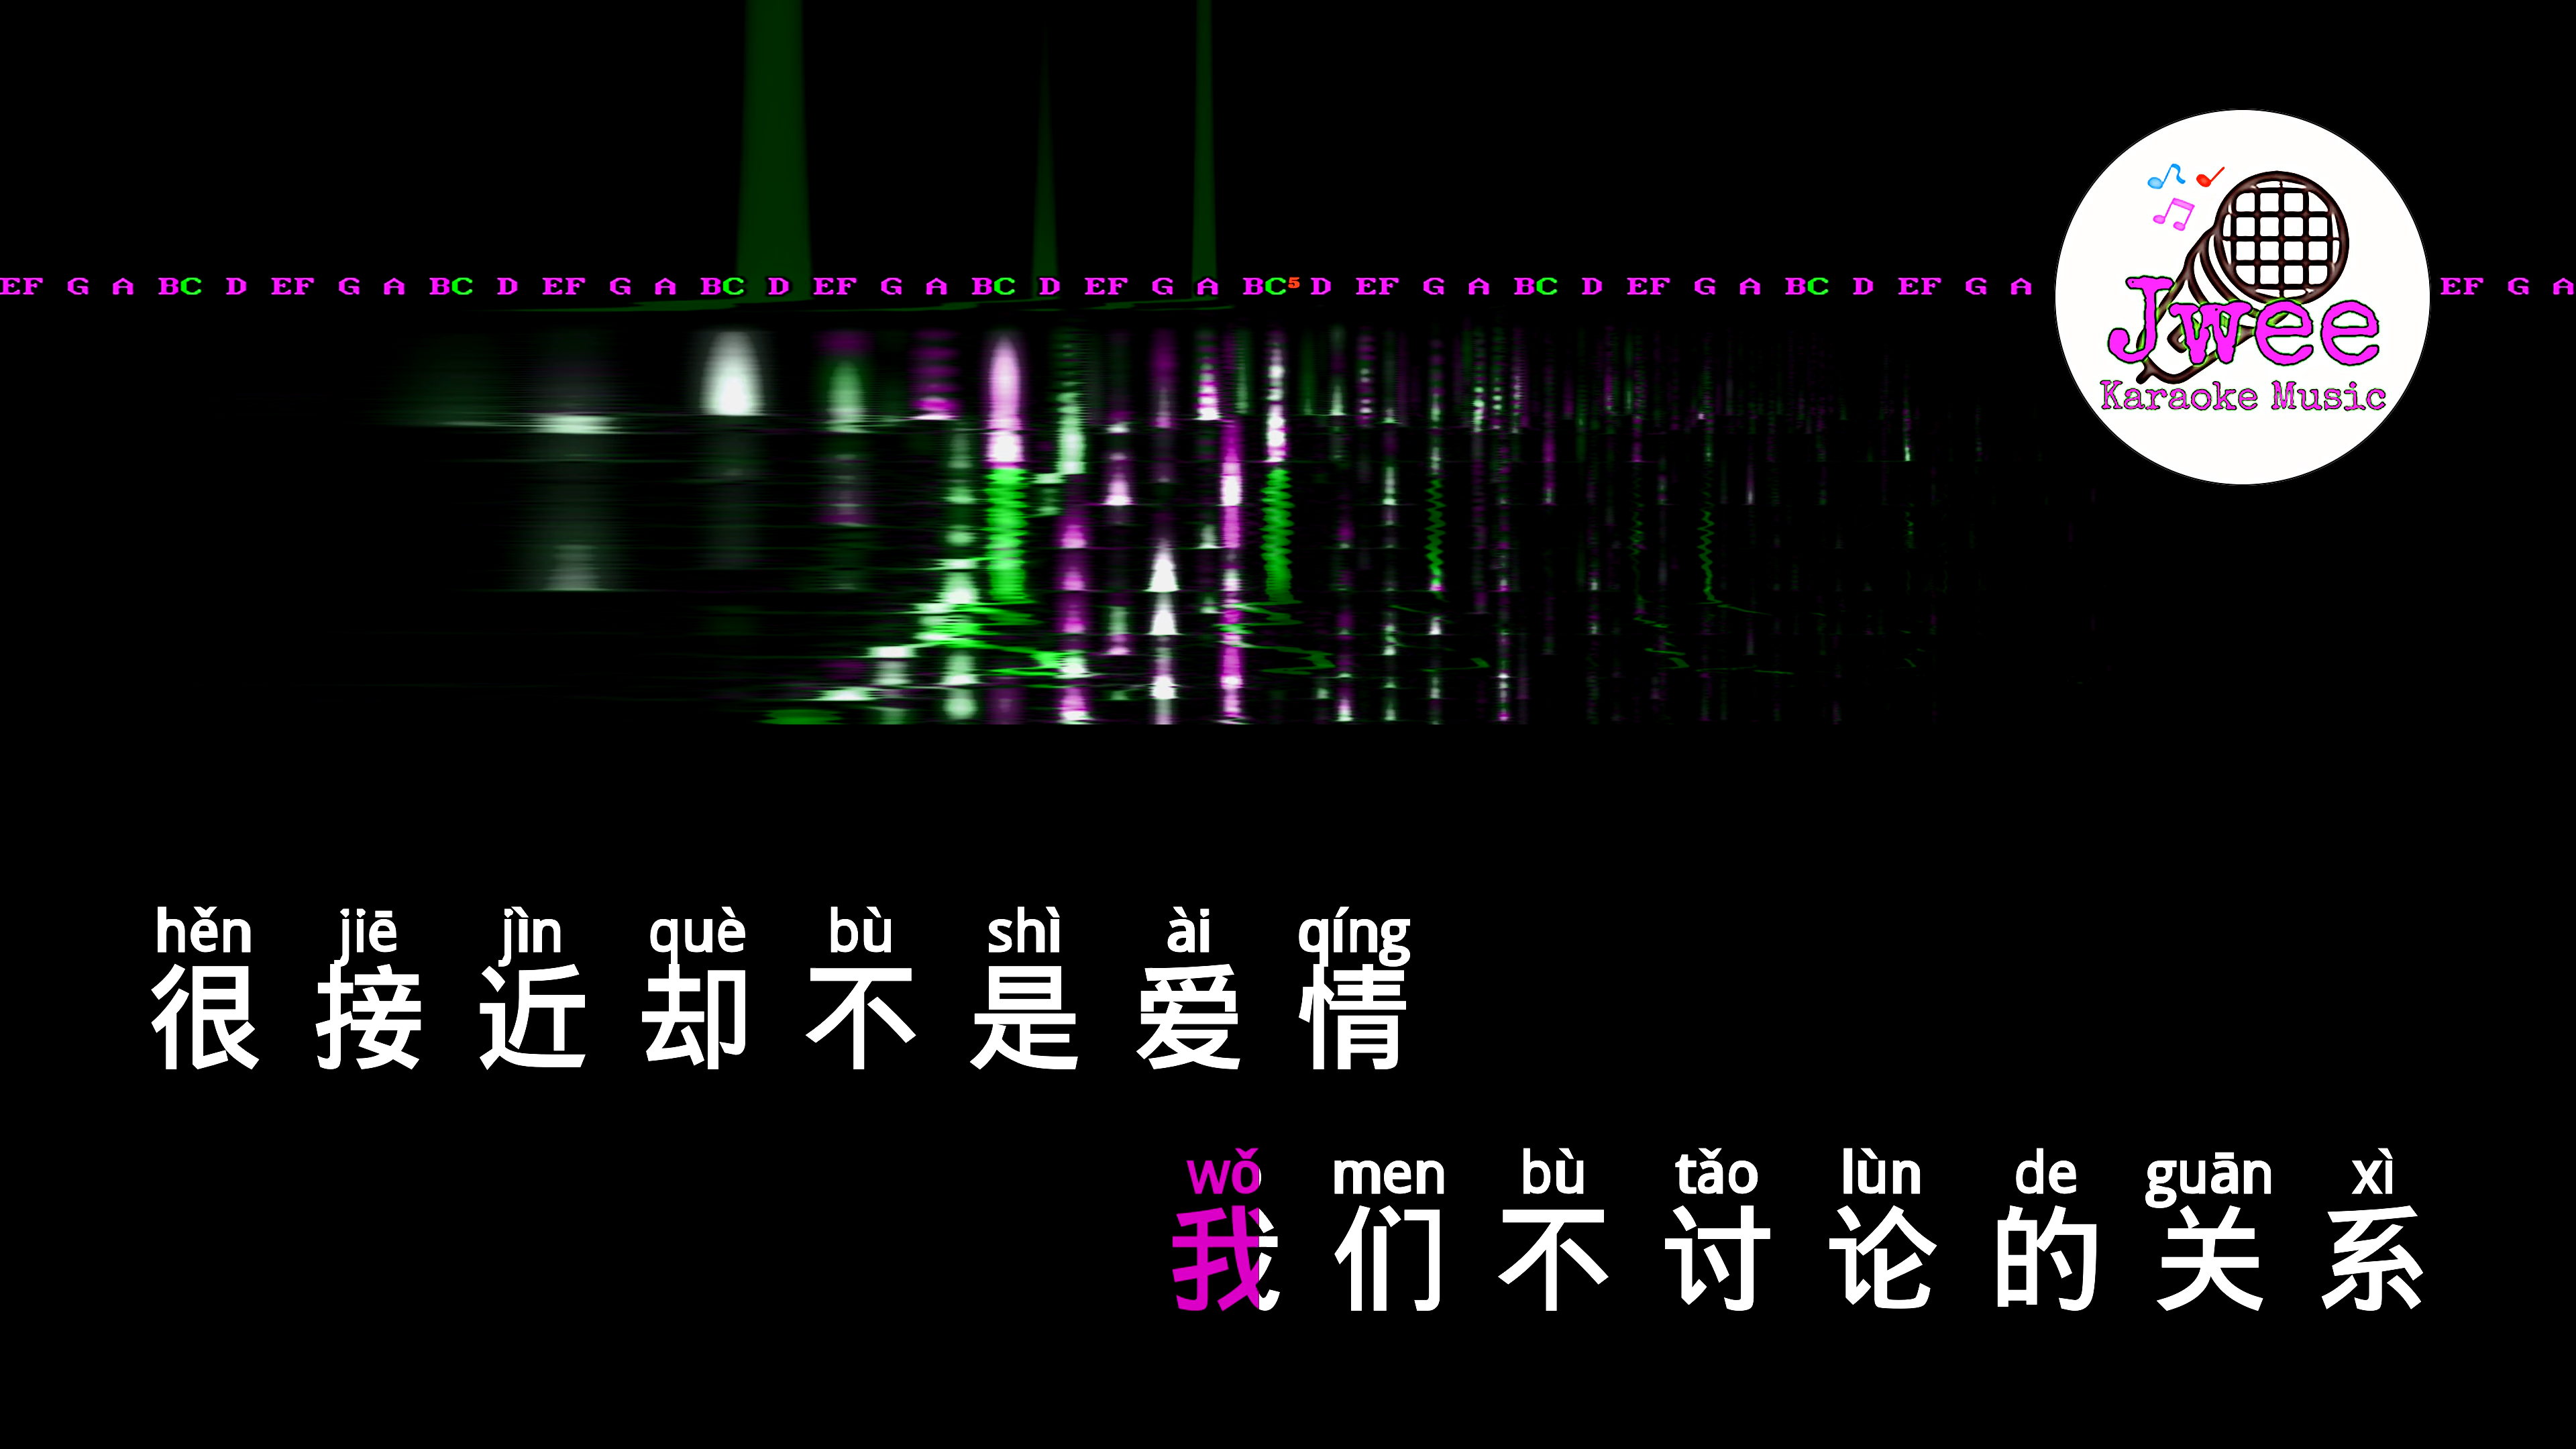 EF G A BC D EF G A BC D EF G A BC D EF G A BC D EF G A BC5 D EF G A BC D EF G A BC D EF G A EF G A
Jwee
Karaoke Music
hěn jiē jìn què bù shì ài qíng
很 接 近 却 不 是 爱 情
wǒ men bù tǎo lùn de guān xì
我 们 不 讨 论 的 关 系